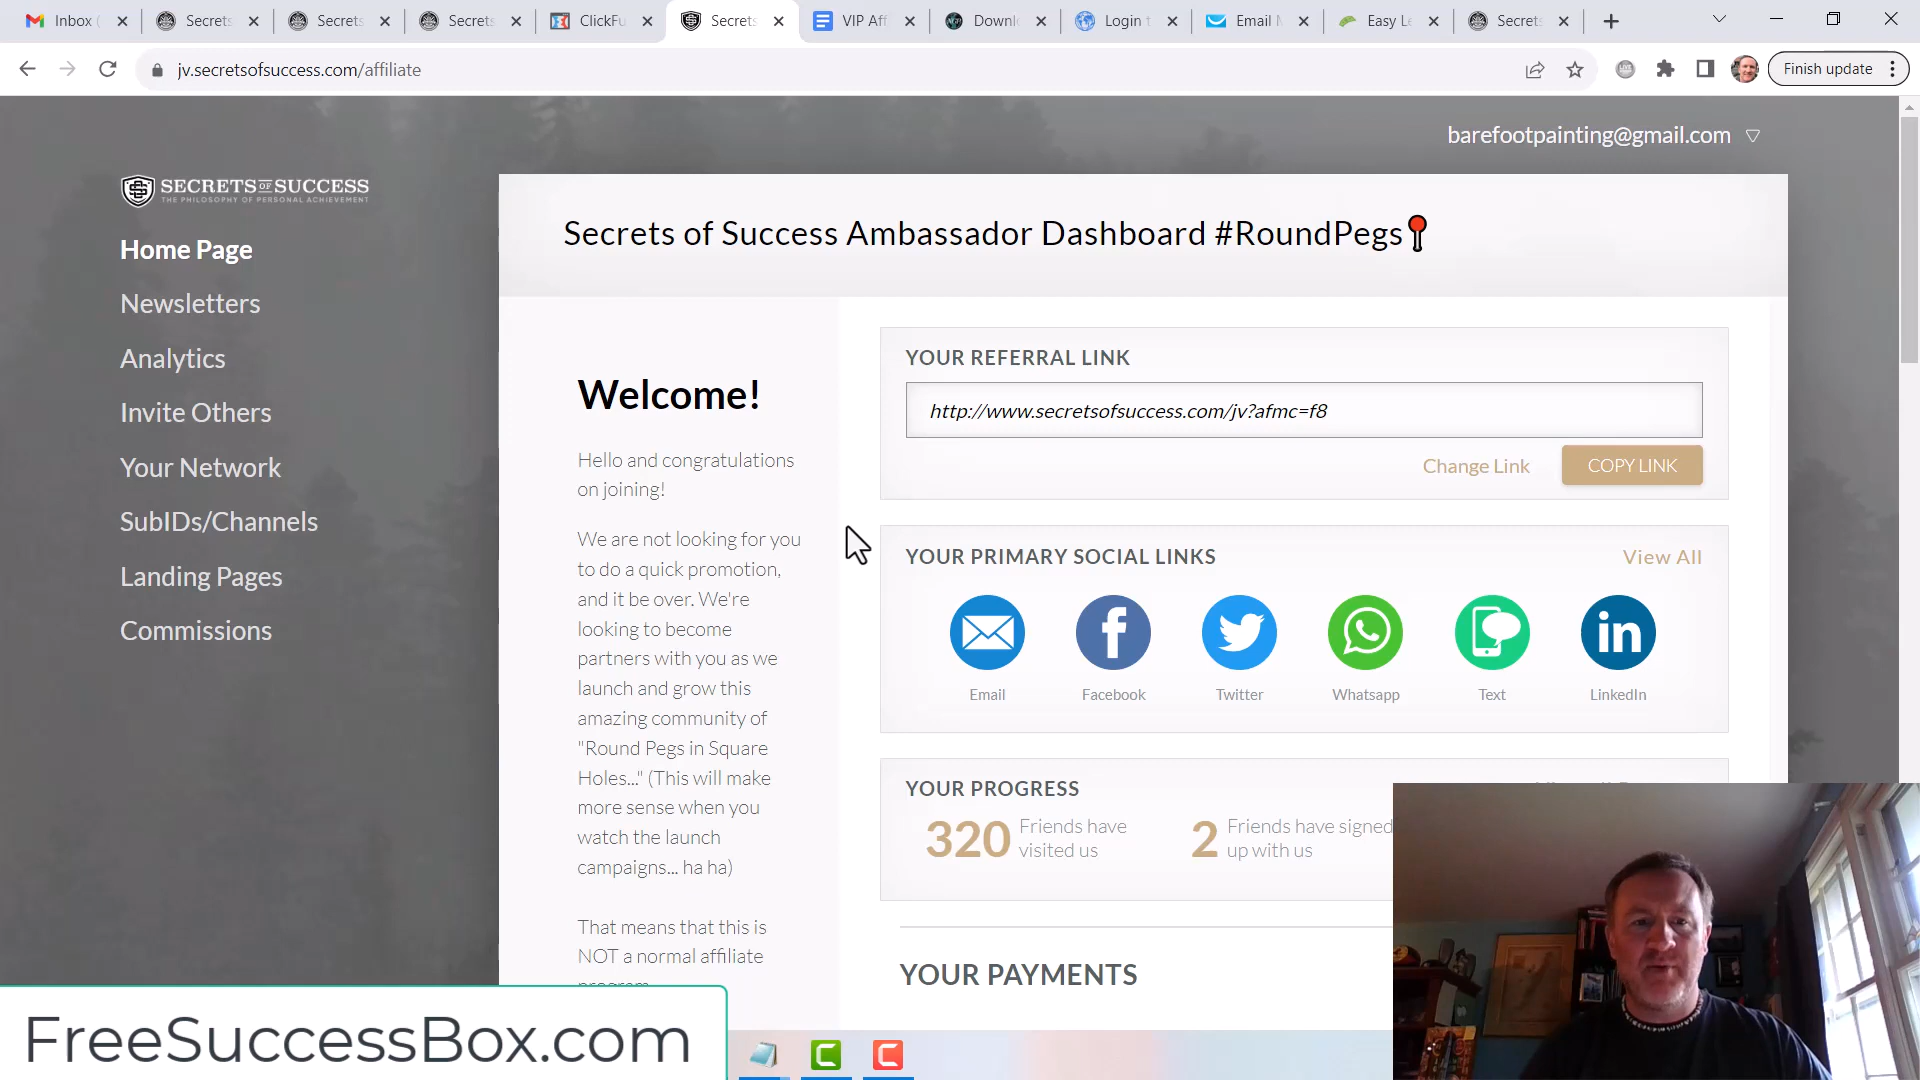 Inbox (
Secrets
Secrets
Secrets
ClickFu
Secrets
VIP Aff
Downl
Login t
Email M
Easy Le
Secrets
jv.secretsofsuccess.com/affiliate
Finish update
barefootpainting@gmail.com
SECRETS OF SUCCESS
THE PHILOSOPHY OF PERSONAL ACHIEVEMENT
Home Page
Newsletters
Analytics
Invite Others
Your Network
SubIDs/Channels
Landing Pages
Commissions
Secrets of Success Ambassador Dashboard #RoundPegs
Welcome!
Hello and congratulations
on joining!
We are not looking for you
to do a quick promotion,
and it be over. We're
looking to become
partners with you as we
launch and grow this
amazing community of
"Round Pegs in Square
Holes..." (This will make
more sense when you
watch the launch
campaigns... ha ha)
That means that this is
NOT a normal affiliate
YOUR REFERRAL LINK
http://www.secretsofsuccess.com/jv?afmc=f8
Change Link
COPY LINK
YOUR PRIMARY SOCIAL LINKS
View All
Email
Facebook
Twitter
Whatsapp
Text
LinkedIn
YOUR PROGRESS
320 Friends have
visited us
2 Friends have signed
up with us
YOUR PAYMENTS
FreeSuccessBox.com